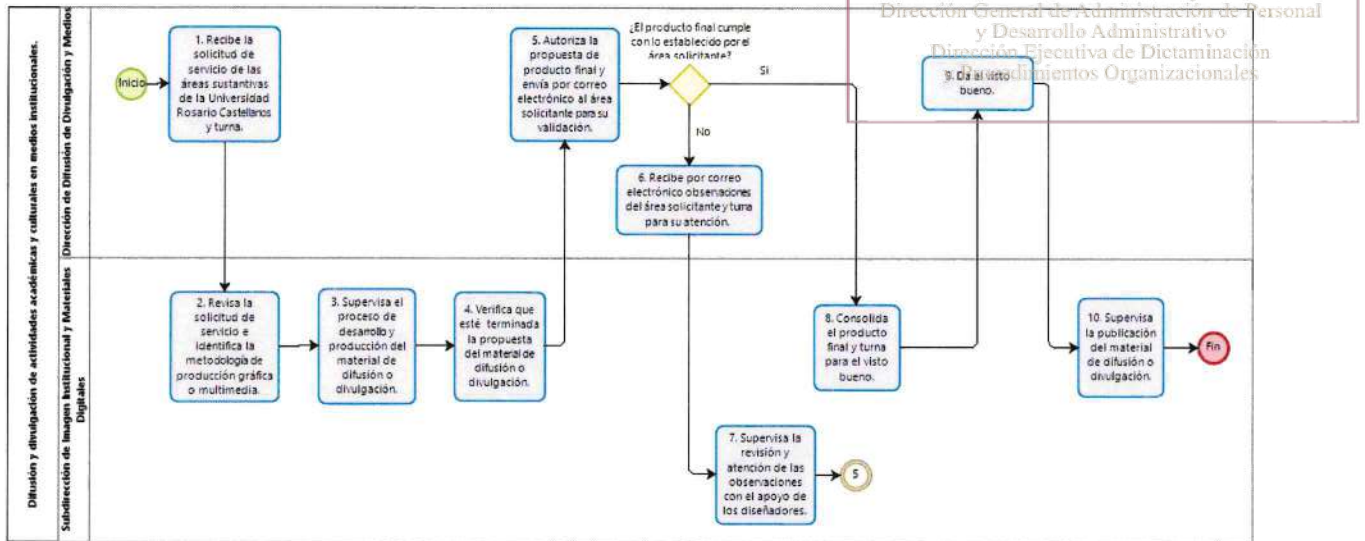 Dirección General de Administración de Personal
y Desarrollo Administrativo
Dirección Ejecutiva de Dictaminación
Procedimientos Organizacionales
Difusión y divulgación de actividades académicas y culturales en medios institucionales.
Dirección de Difusión y Divulgación y Medios
Inicio
1. Recibe la
solicitud de
servicio de las
áreas sustantivas
de la Universidad
Rosario Castellanos
y turna.
5. Autoriza la
propuesta de
producto final y
envía por correo
electrónico al área
solicitante para su
validación.
¿El producto final cumple
con lo establecido por el
área solicitante?
Si
No
6. Recibe por correo
electrónico observaciones
del área solicitante y turna
para su atención.
9. Da el visto
bueno.
Subdirección de Imagen Institucional y Materiales
Digitales
2. Revisa la
solicitud de
servicio e
identifica la
metodología de
producción gráfica
o multimedia.
3. Supervisa el
proceso de
desarrollo y
producción del
material de
difusión o
divulgación.
4. Verifica que
esté terminada
la propuesta
del material de
difusión o
divulgación.
7. Supervisa la
revisión y
atención de las
observaciones
con el apoyo de
los diseñadores.
5
8. Consolida
el producto
final y turna
para el visto
bueno.
10. Supervisa
la publicación
del material
de difusión o
divulgación.
Fin